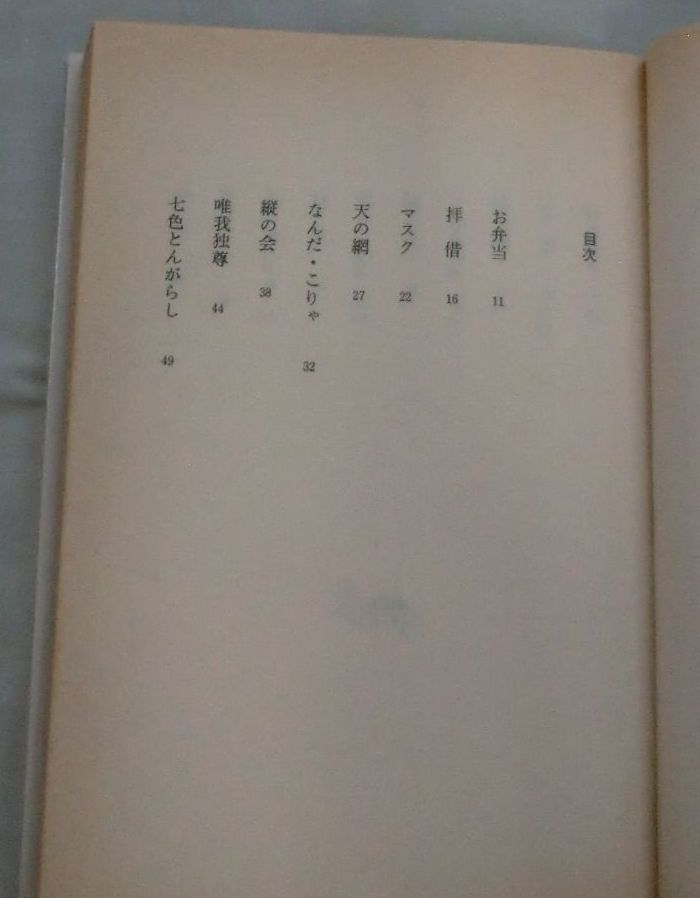 目次
お弁当 11
拝借 16
マスク 22
天の網 27
なんだ・こりゃ 32
縦の会 38
唯我独尊 44
七色とんがらし 49